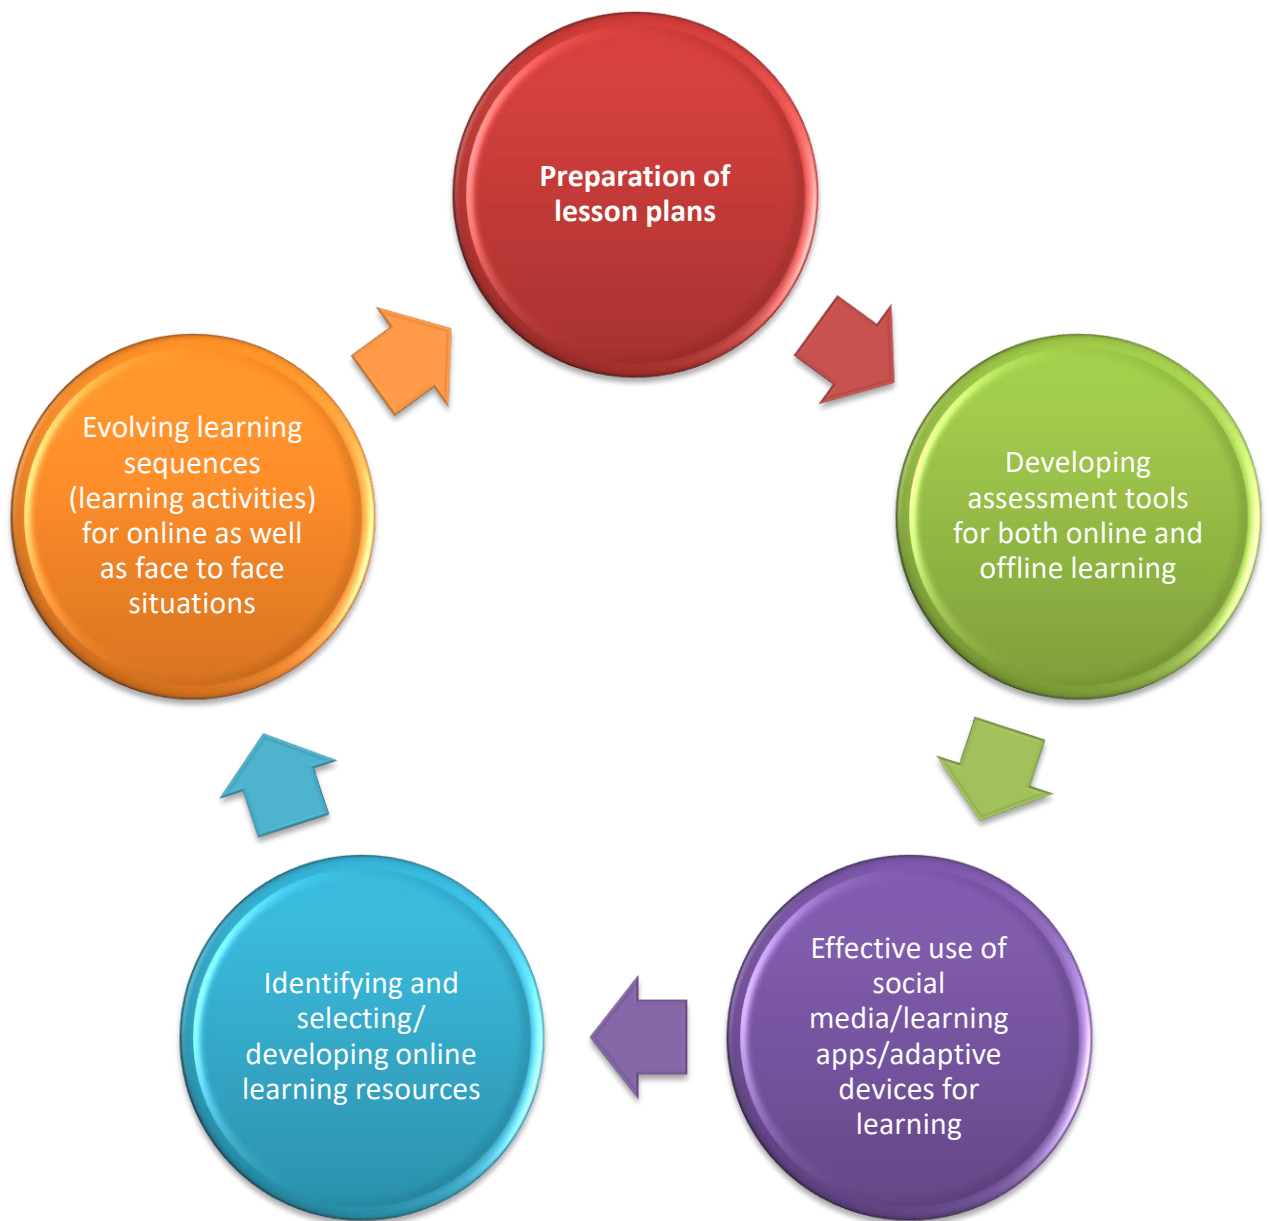 Preparation of
lesson plans
Developing
assessment tools
for both online and
offline learning
Effective use of
social
media/learning
apps/adaptive
devices for
learning
Identifying and
selecting/
developing online
learning resources
Evolving learning
sequences
(learning activities)
for online as well
as face to face
situations